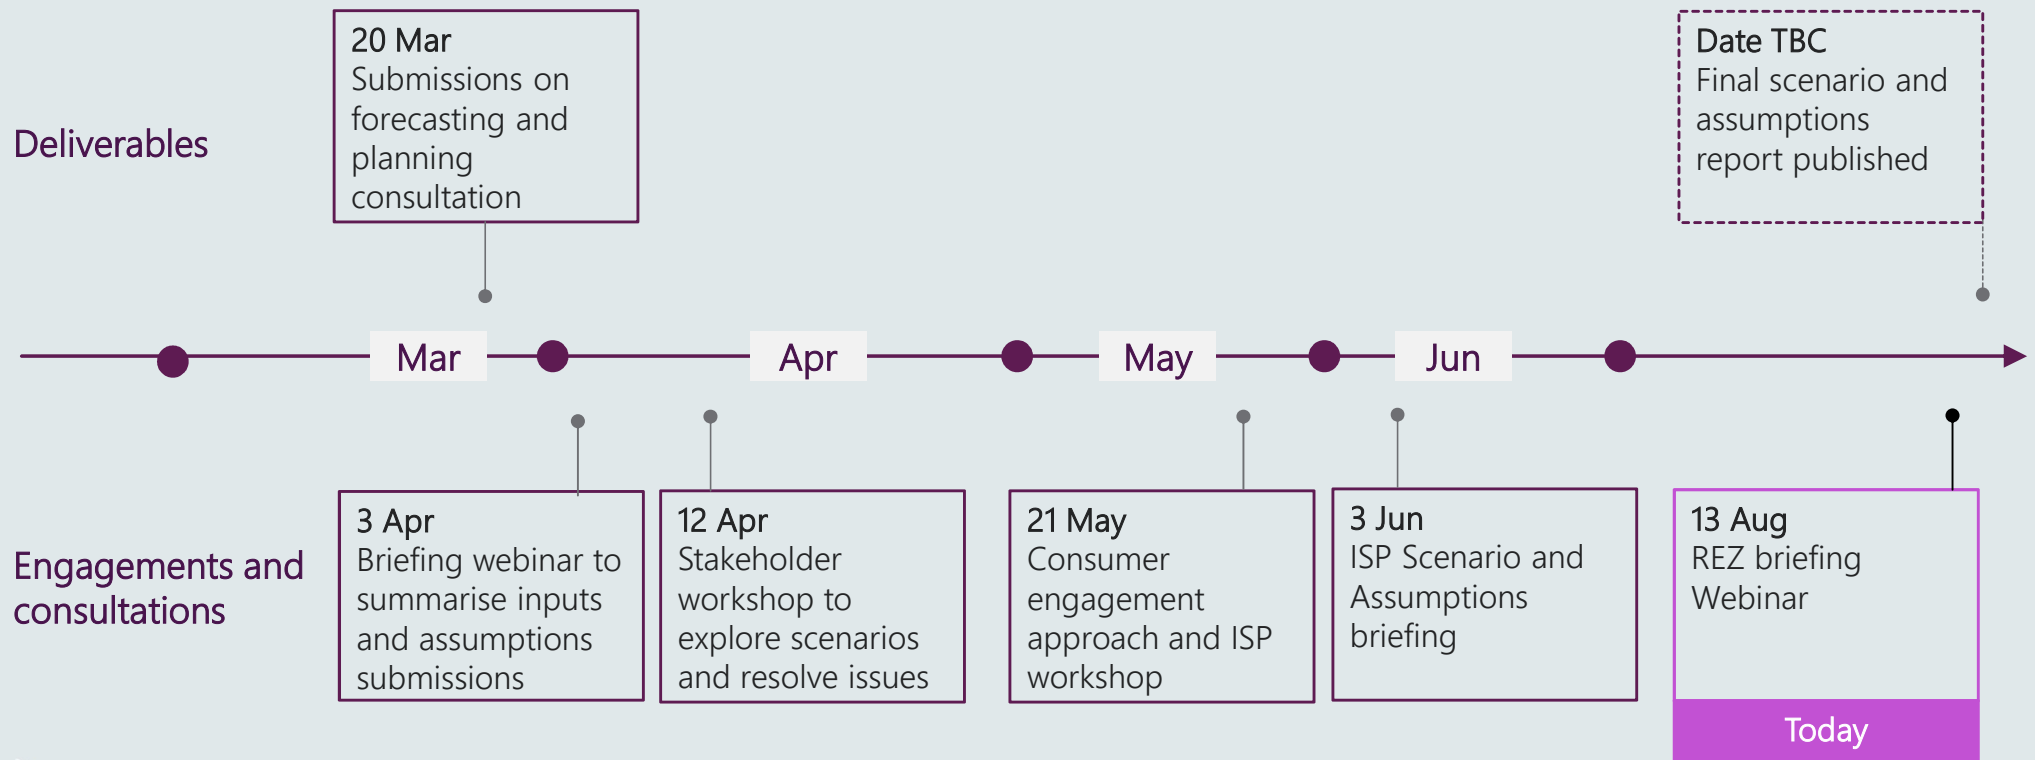 Deliverables
20 Mar
Submissions on
forecasting and
planning
consultation
Date TBC
Final scenario and
assumptions
report published
Mar
Apr
May
Jun
Engagements and
consultations
3 Apr
Briefing webinar to
summarise inputs
and assumptions
submissions
12 Apr
Stakeholder
workshop to
explore scenarios
and resolve issues
21 May
Consumer
engagement
approach and ISP
workshop
3 Jun
ISP Scenario and
Assumptions
briefing
13 Aug
REZ briefing
Webinar
Today